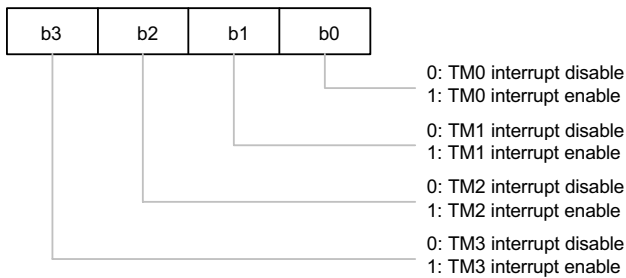 b3 b2 b1 b0
0: TM0 interrupt disable
1: TM0 interrupt enable
0: TM1 interrupt disable
1: TM1 interrupt enable
0: TM2 interrupt disable
1: TM2 interrupt enable
0: TM3 interrupt disable
1: TM3 interrupt enable